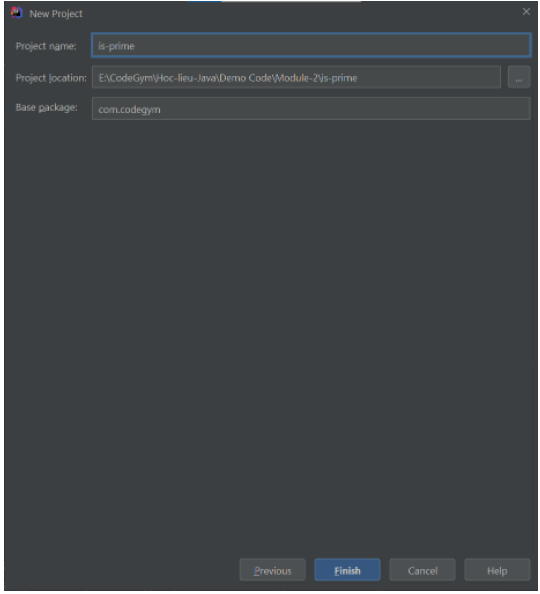 New Project
Project name: is-prime
Project location: E:\CodeGym\Hoc-lieu-Java\Demo Code\Module-2\is-prime ...
Base package: com.codegym
Previous Finish Cancel Help